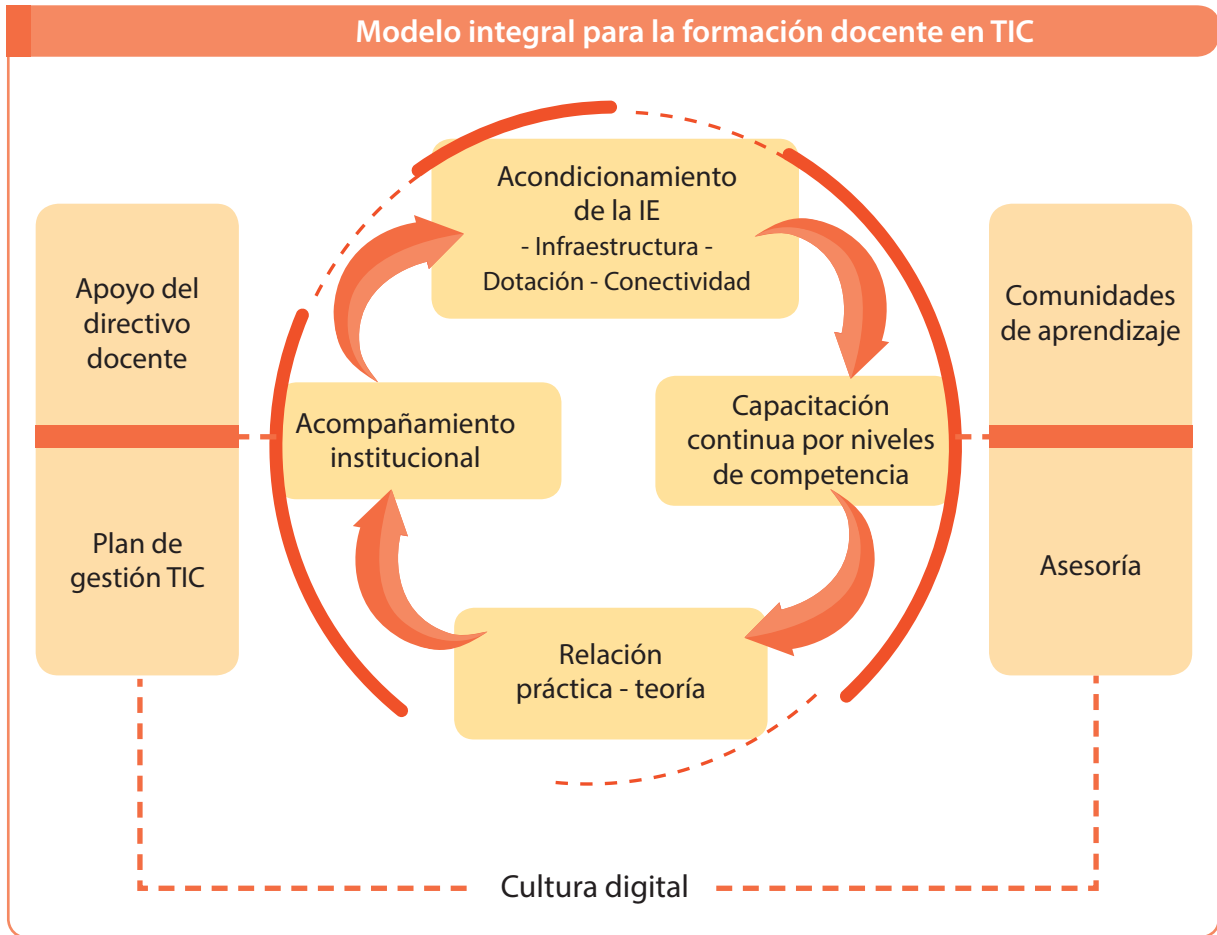 Modelo integral para la formación docente en TIC
Acondicionamiento
de la IE
- Infraestructura -
Dotación - Conectividad
Apoyo del
directivo
docente
Plan de
gestión TIC
Acompañamiento
institucional
Capacitación
continua por niveles
de competencia
Relación
práctica - teoría
Comunidades
de aprendizaje
Asesoría
Cultura digital